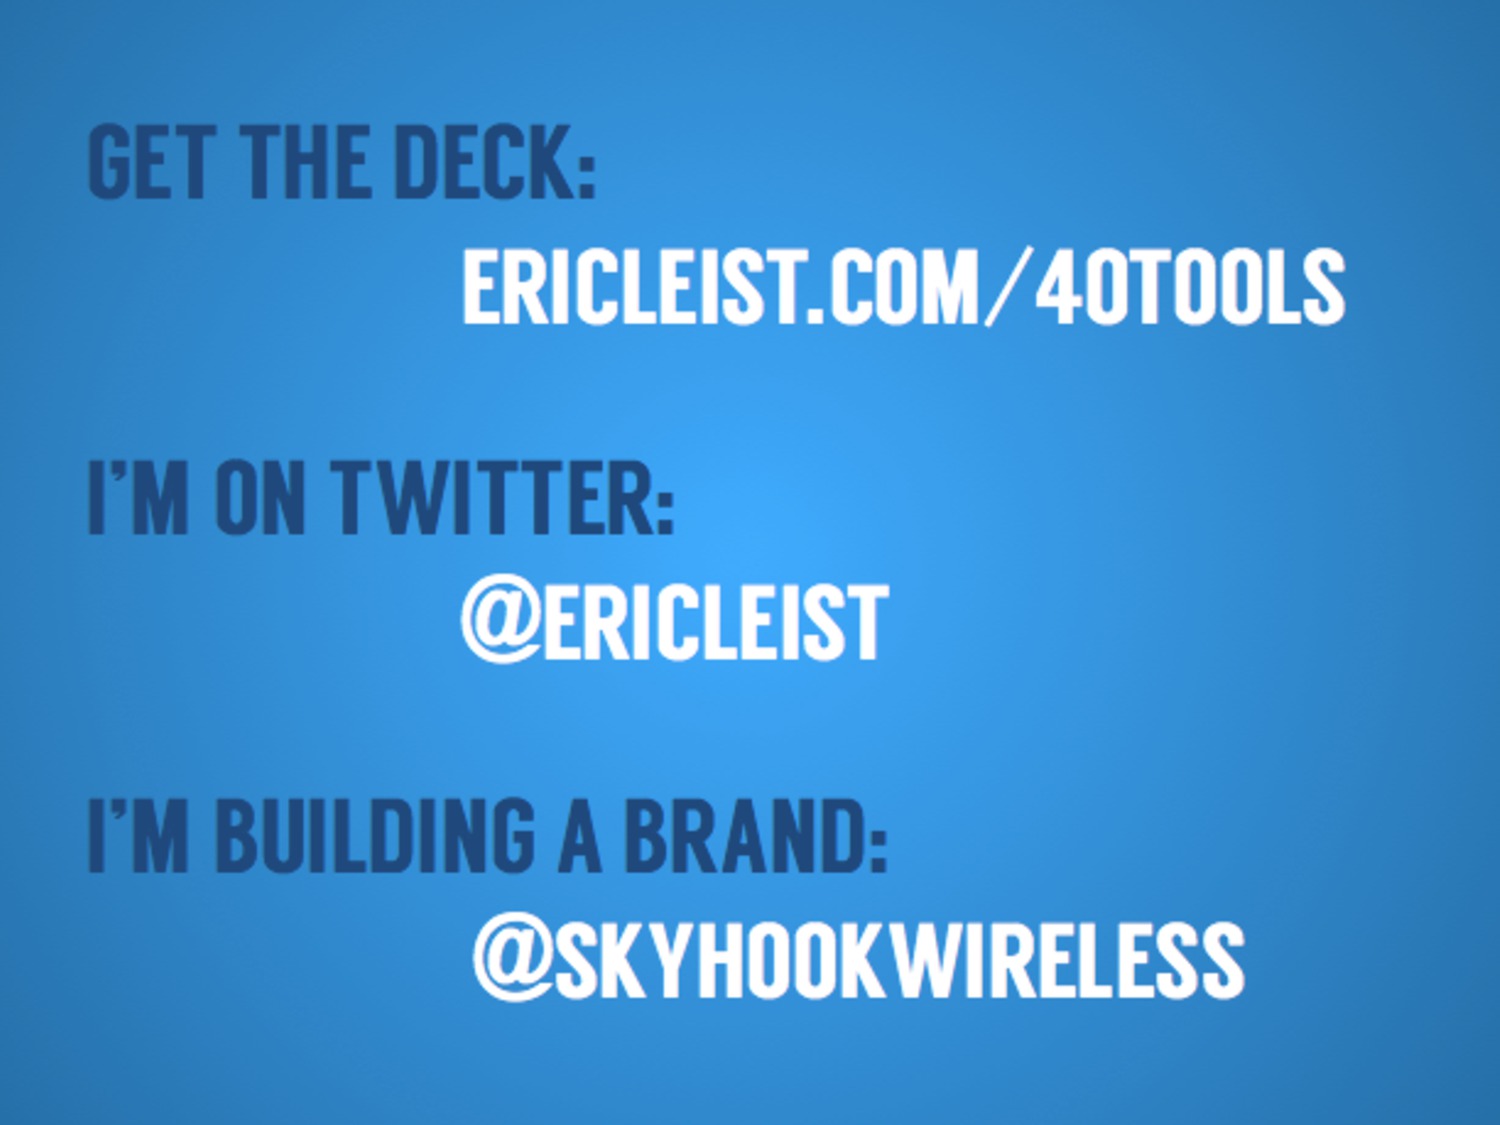 GET THE DECK:
ERICLEIST.COM/40TOOLS
I'M ON TWITTER:
@ERICLEIST
I'M BUILDING A BRAND:
@SKYHOOKWIRELESS